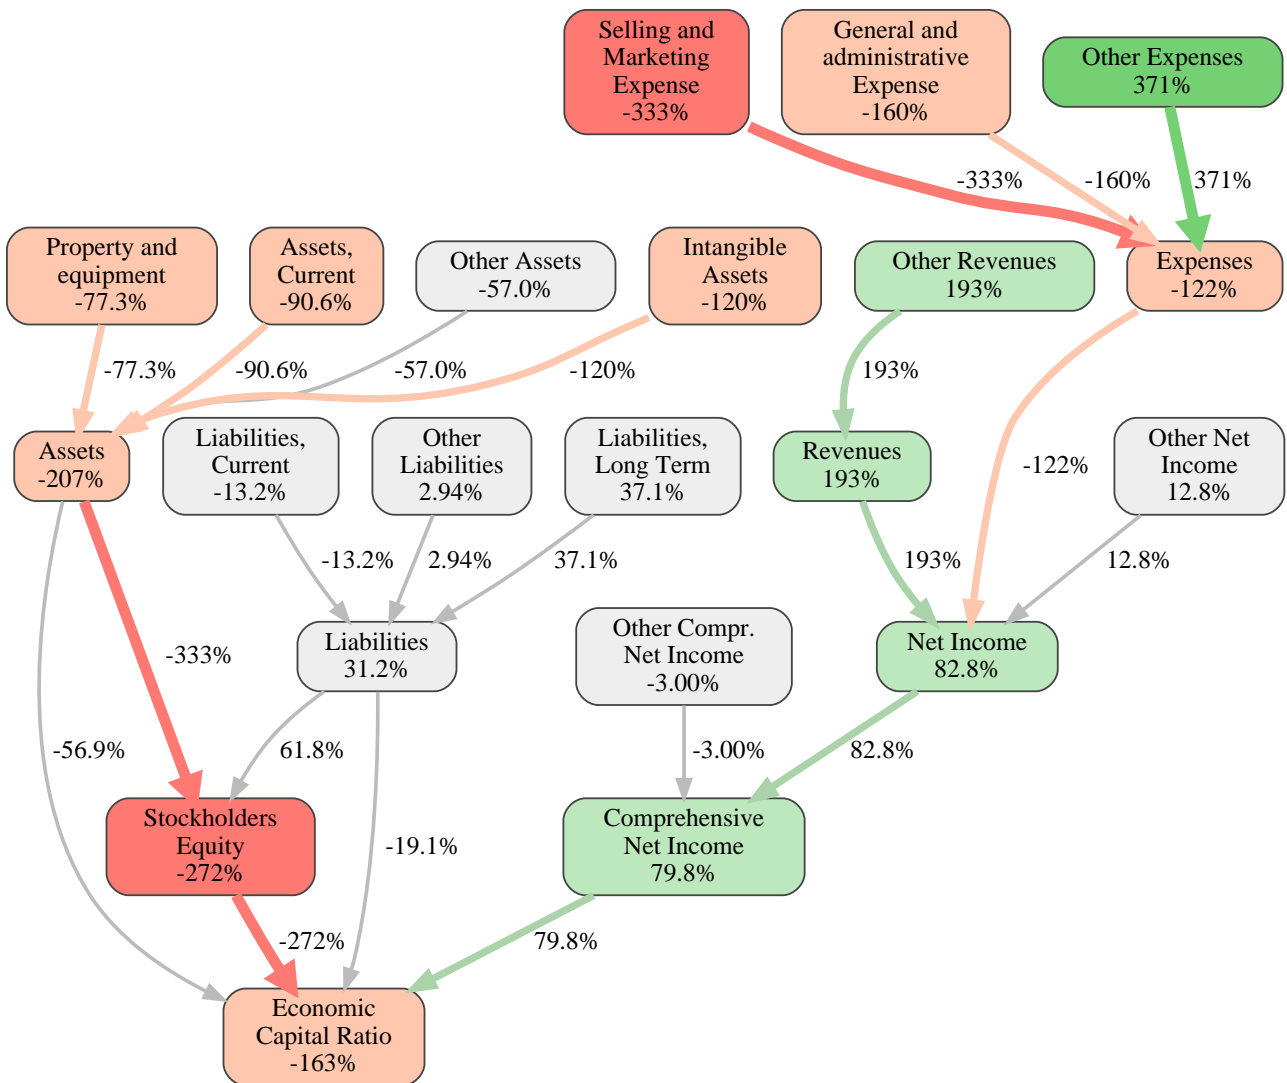 Selling and
Marketing
Expense
-333%
General and
administrative
Expense
-160%
Other Expenses
371%
-333%
-160%
371%
Property and
equipment
-77.3%
Assets,
Current
-90.6%
Other Assets
-57.0%
Intangible
Assets
-120%
Other Revenues
193%
Expenses
-122%
-77.3%
-90.6%
-57.0%
-120%
193%
Assets
-207%
Liabilities,
Current
-13.2%
Other
Liabilities
2.94%
Liabilities,
Long Term
37.1%
Revenues
193%
-122%
Other Net
Income
12.8%
-13.2%
2.94%
37.1%
193%
12.8%
-333%
Liabilities
31.2%
Other Compr.
Net Income
-3.00%
Net Income
82.8%
-56.9%
61.8%
-3.00%
82.8%
Stockholders
Equity
-272%
-19.1%
Comprehensive
Net Income
79.8%
-272%
79.8%
Economic
Capital Ratio
-163%